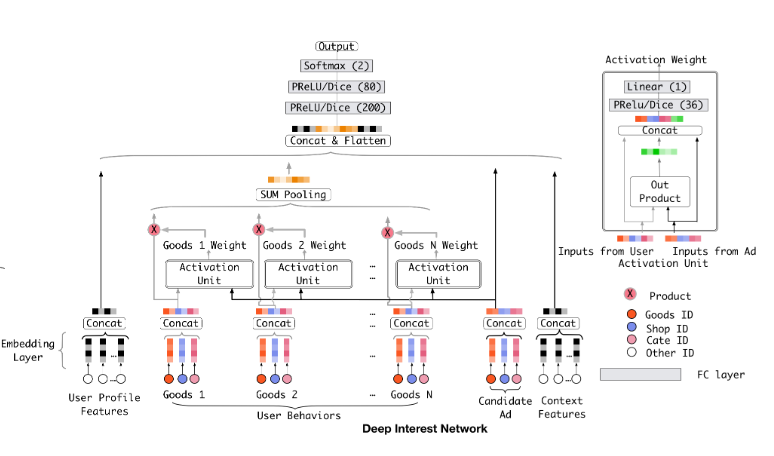 Output
Softmax (2)
PReLU/Dice (80)
PReLU/Dice (200)
Concat & Flatten
SUM Pooling
X
X
X
Goods 1 Weight
Goods 2 Weight
Goods N Weight
Activation
Unit
Activation
Unit
...
Activation
Unit
...
...
Concat
Concat
Concat
...
Concat
Concat
Concat
Embedding
Layer
...
...
...
...
...
...
User Profile
Features
Goods 1
Goods 2
...
Goods N
User Behaviors
Candidate
Ad
Context
Features
Deep Interest Network
Activation Weight
Linear (1)
PRelu/Dice (36)
Concat
Out
Product
Inputs from User
Inputs from Ad
Activation Unit
X
Product
Goods ID
Shop ID
Cate ID
Other ID
FC layer